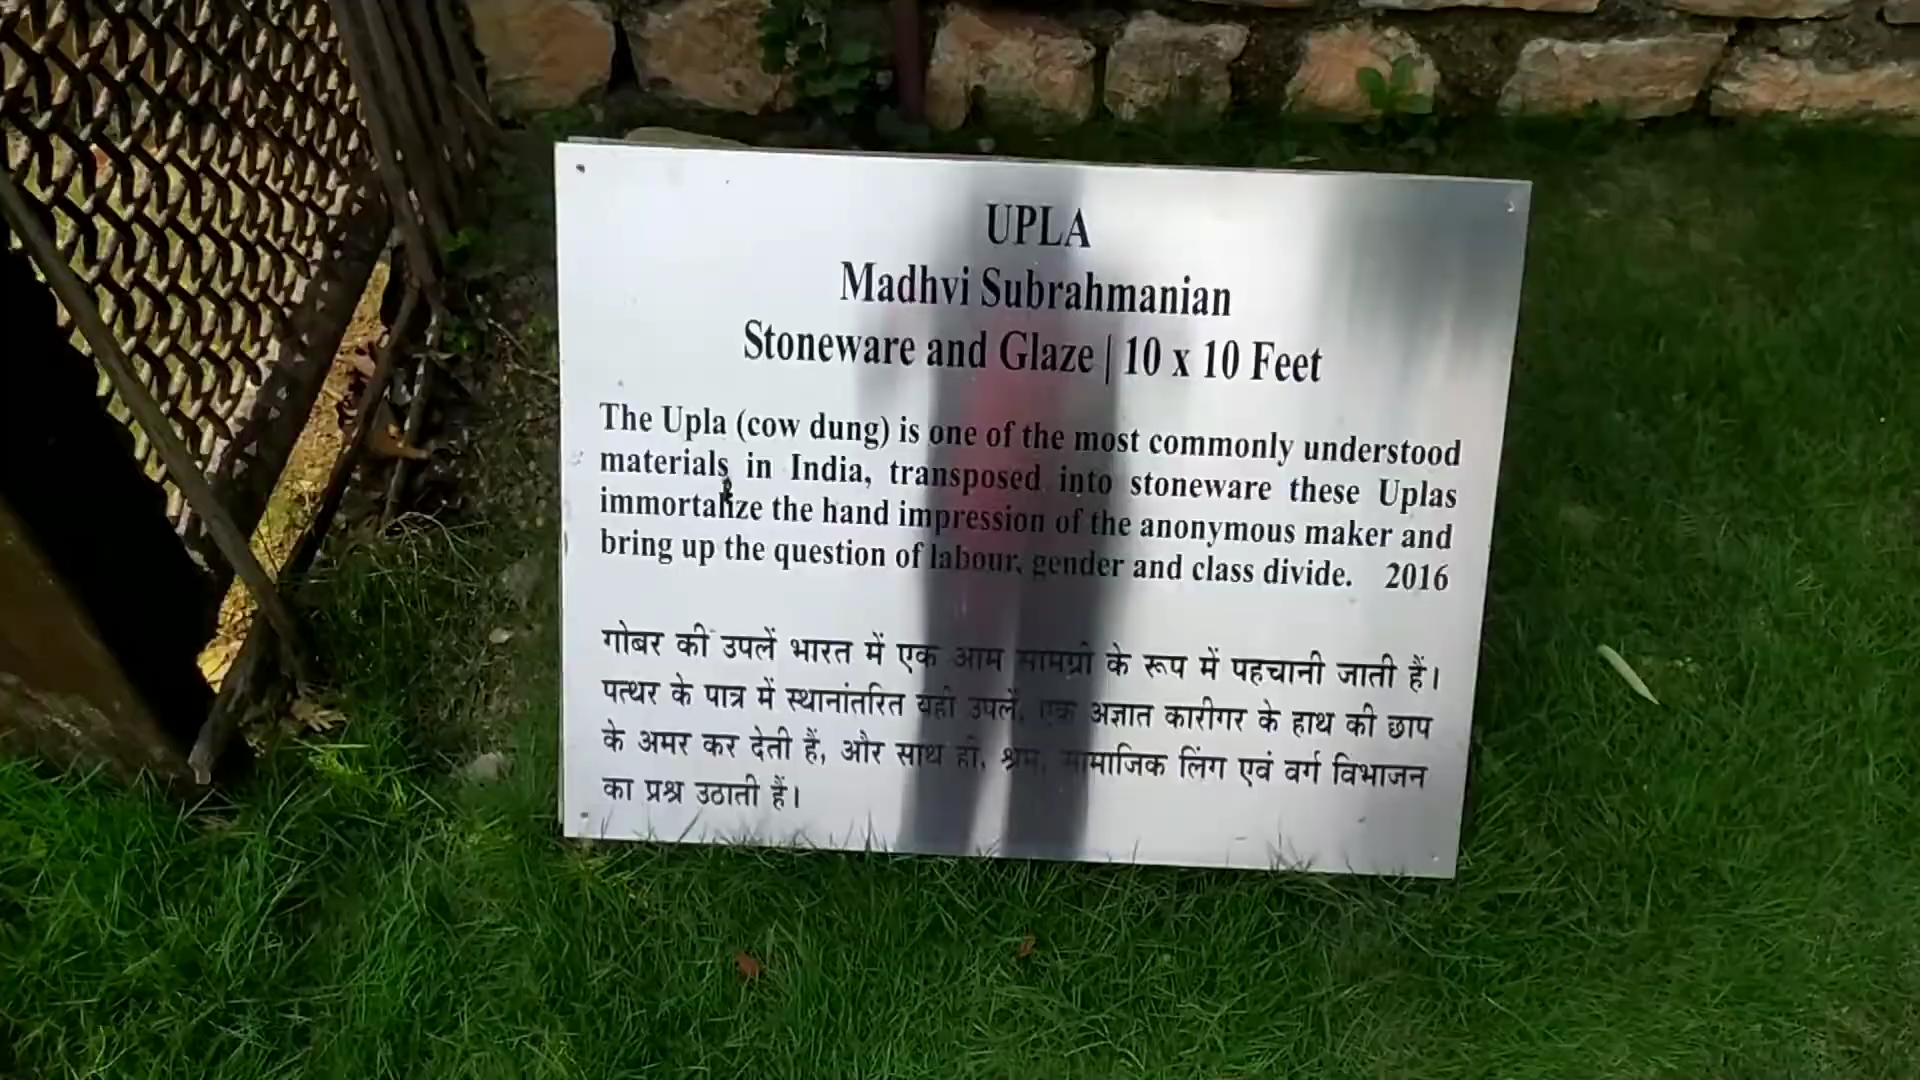 UPLA
Madhvi Subrahmanian
Stoneware and Glaze | 10 x 10 Feet
The Upla (cow dung) is one of the most commonly understood
materials in India, transposed into stoneware these Uplas
immortalize the hand impression of the anonymous maker and
bring up the question of labour, gender and class divide. 2016
गोबर की उपलें भारत में एक आम सामग्री के रूप में पहचानी जाती हैं।
पत्थर के पात्र में स्थानांतरित यही उपलें, एक अज्ञात कारीगर के हाथ की छाप
के अमर कर देती हैं, और साथ ही, श्रम, सामाजिक लिंग एवं वर्ग विभाजन
का प्रश्न उठाती हैं।